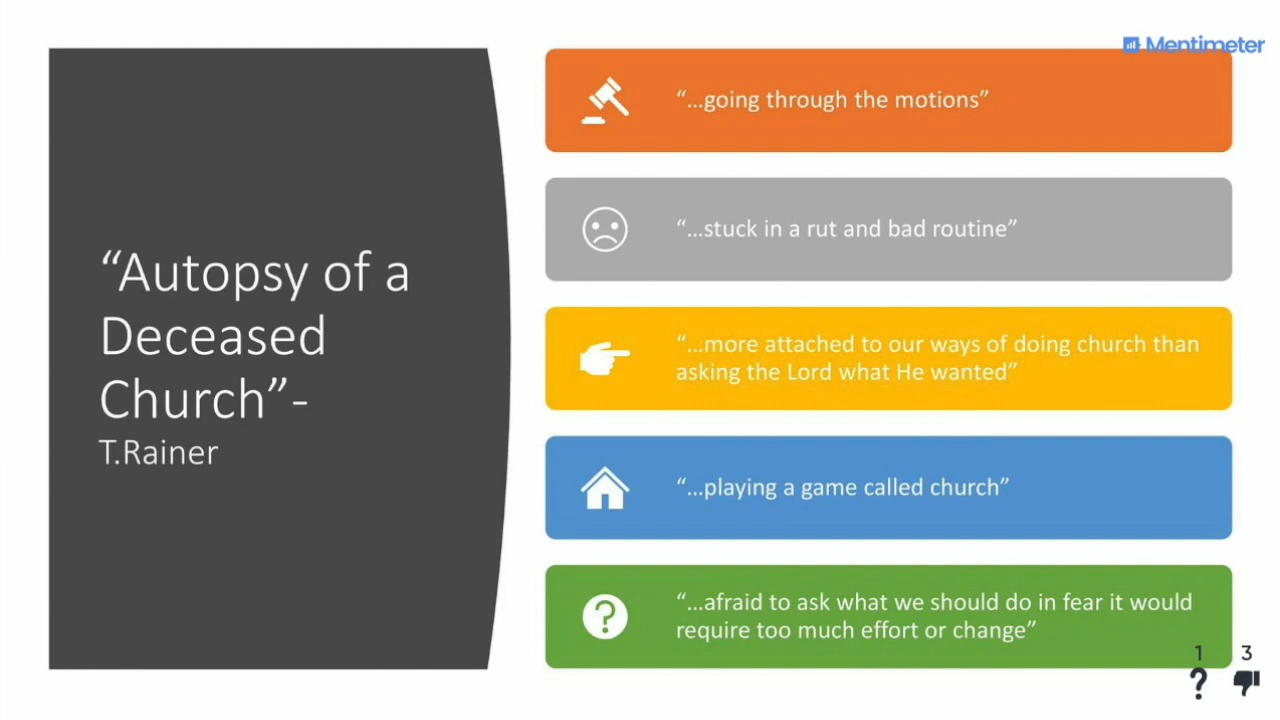 Mentimeter
“Autopsy of a
Deceased
Church”-
T.Rainer
“...going through the motions”
“...stuck in a rut and bad routine”
“...more attached to our ways of doing church than
asking the Lord what He wanted”
“...playing a game called church”
“...afraid to ask what we should do in fear it would
require too much effort or change”
1 3